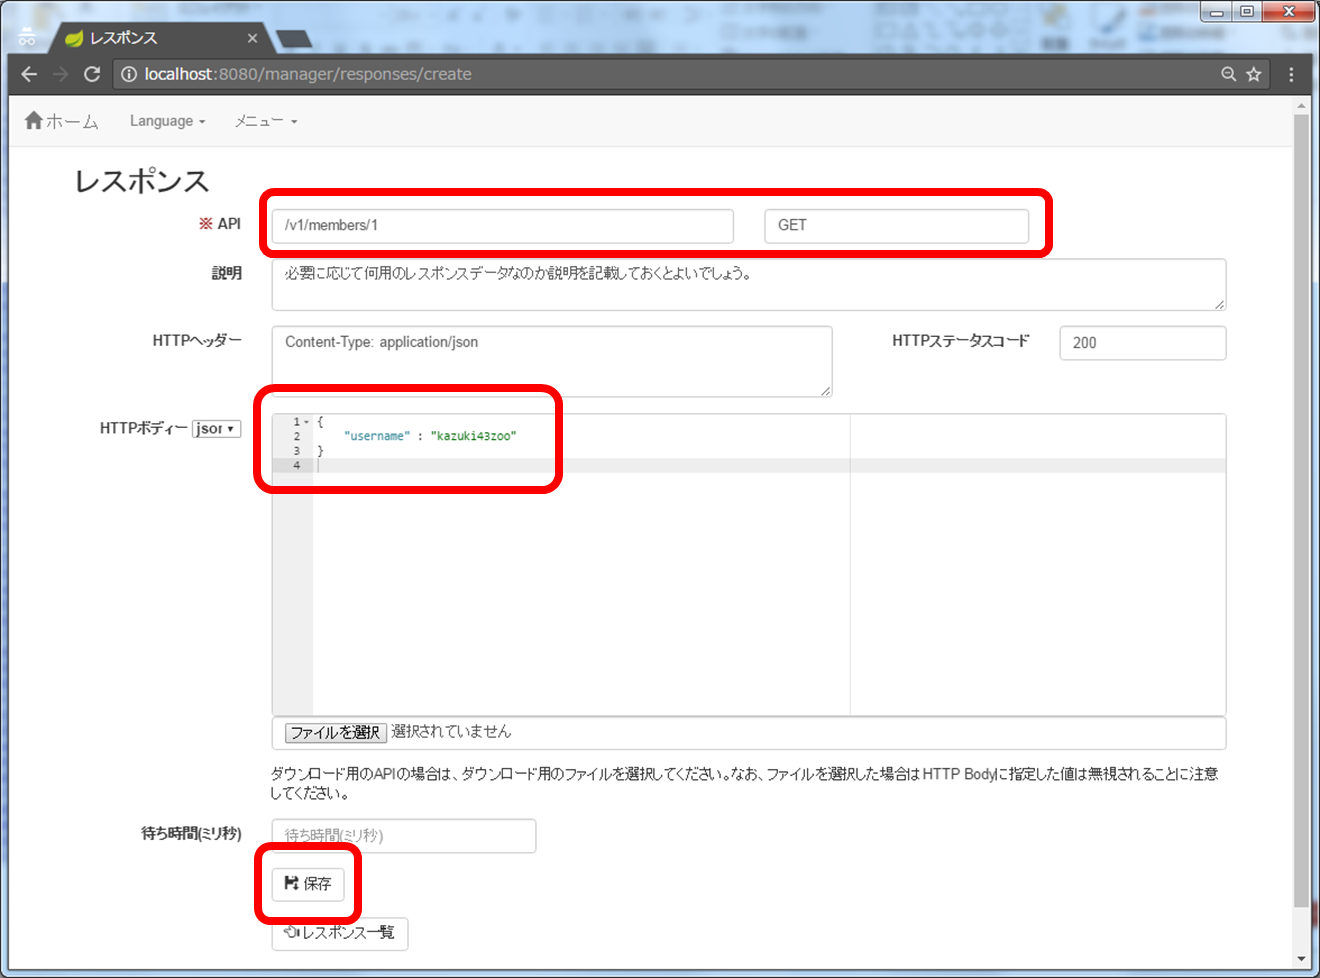 レスポンス
localhost:8080/manager/responses/create
ホーム Language メニュー
レスポンス
※ API /v1/members/1 GET
説明 必要に応じて何用のレスポンスデータなのか説明を記載しておくとよいでしょう。
HTTPヘッダー Content-Type: application/json HTTPステータスコード 200
HTTPボディー json
1 {
2 "username" : "kazuki43zoo"
3 }
4
ファイルを選択 選択されていません
ダウンロード用のAPIの場合は、ダウンロード用のファイルを選択してください。なお、ファイルを選択した場合はHTTP Bodyに指定した値は無視されることに注意
してください。
待ち時間(ミリ秒) 待ち時間(ミリ秒)
保存
レスポンス一覧